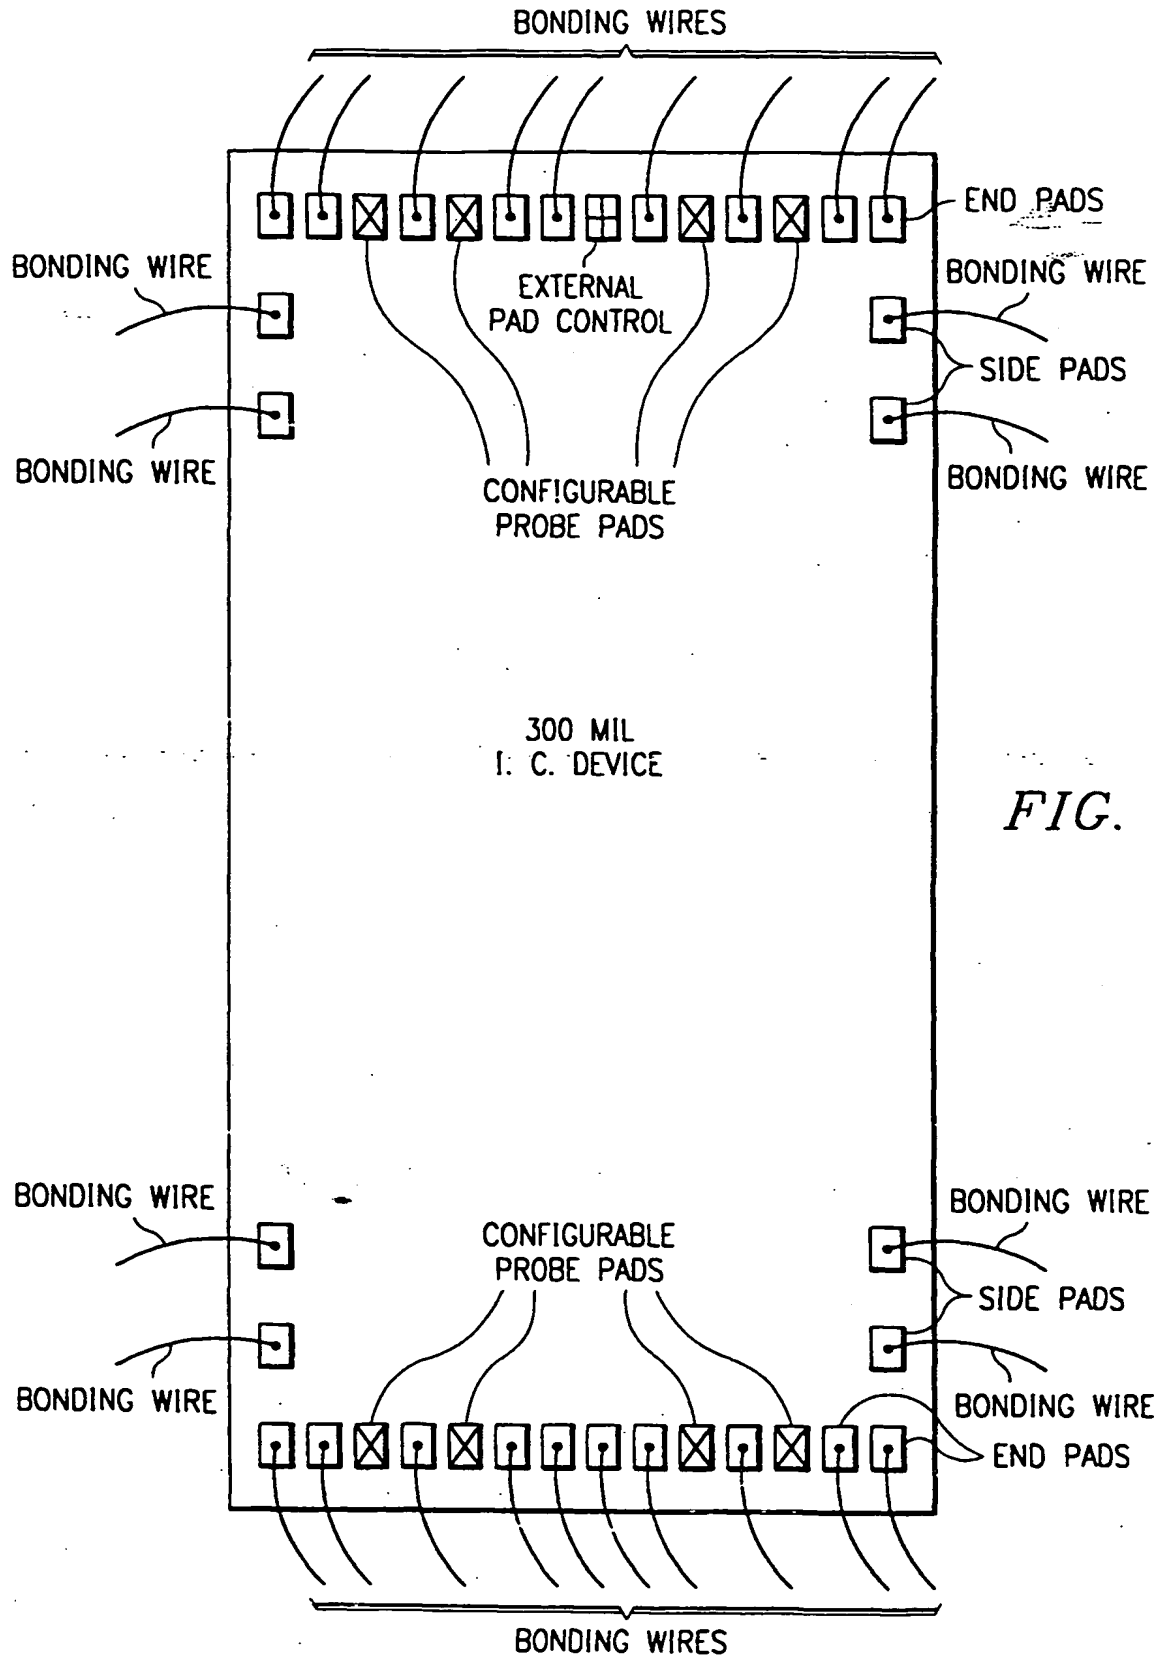 BONDING WIRES
END PADS
BONDING WIRE
BONDING WIRE
EXTERNAL
PAD CONTROL
SIDE PADS
BONDING WIRE
BONDING WIRE
CONFIGURABLE
PROBE PADS
300 MIL
I. C. DEVICE
FIG.
BONDING WIRE
BONDING WIRE
CONFIGURABLE
PROBE PADS
SIDE PADS
BONDING WIRE
BONDING WIRE
END PADS
BONDING WIRES